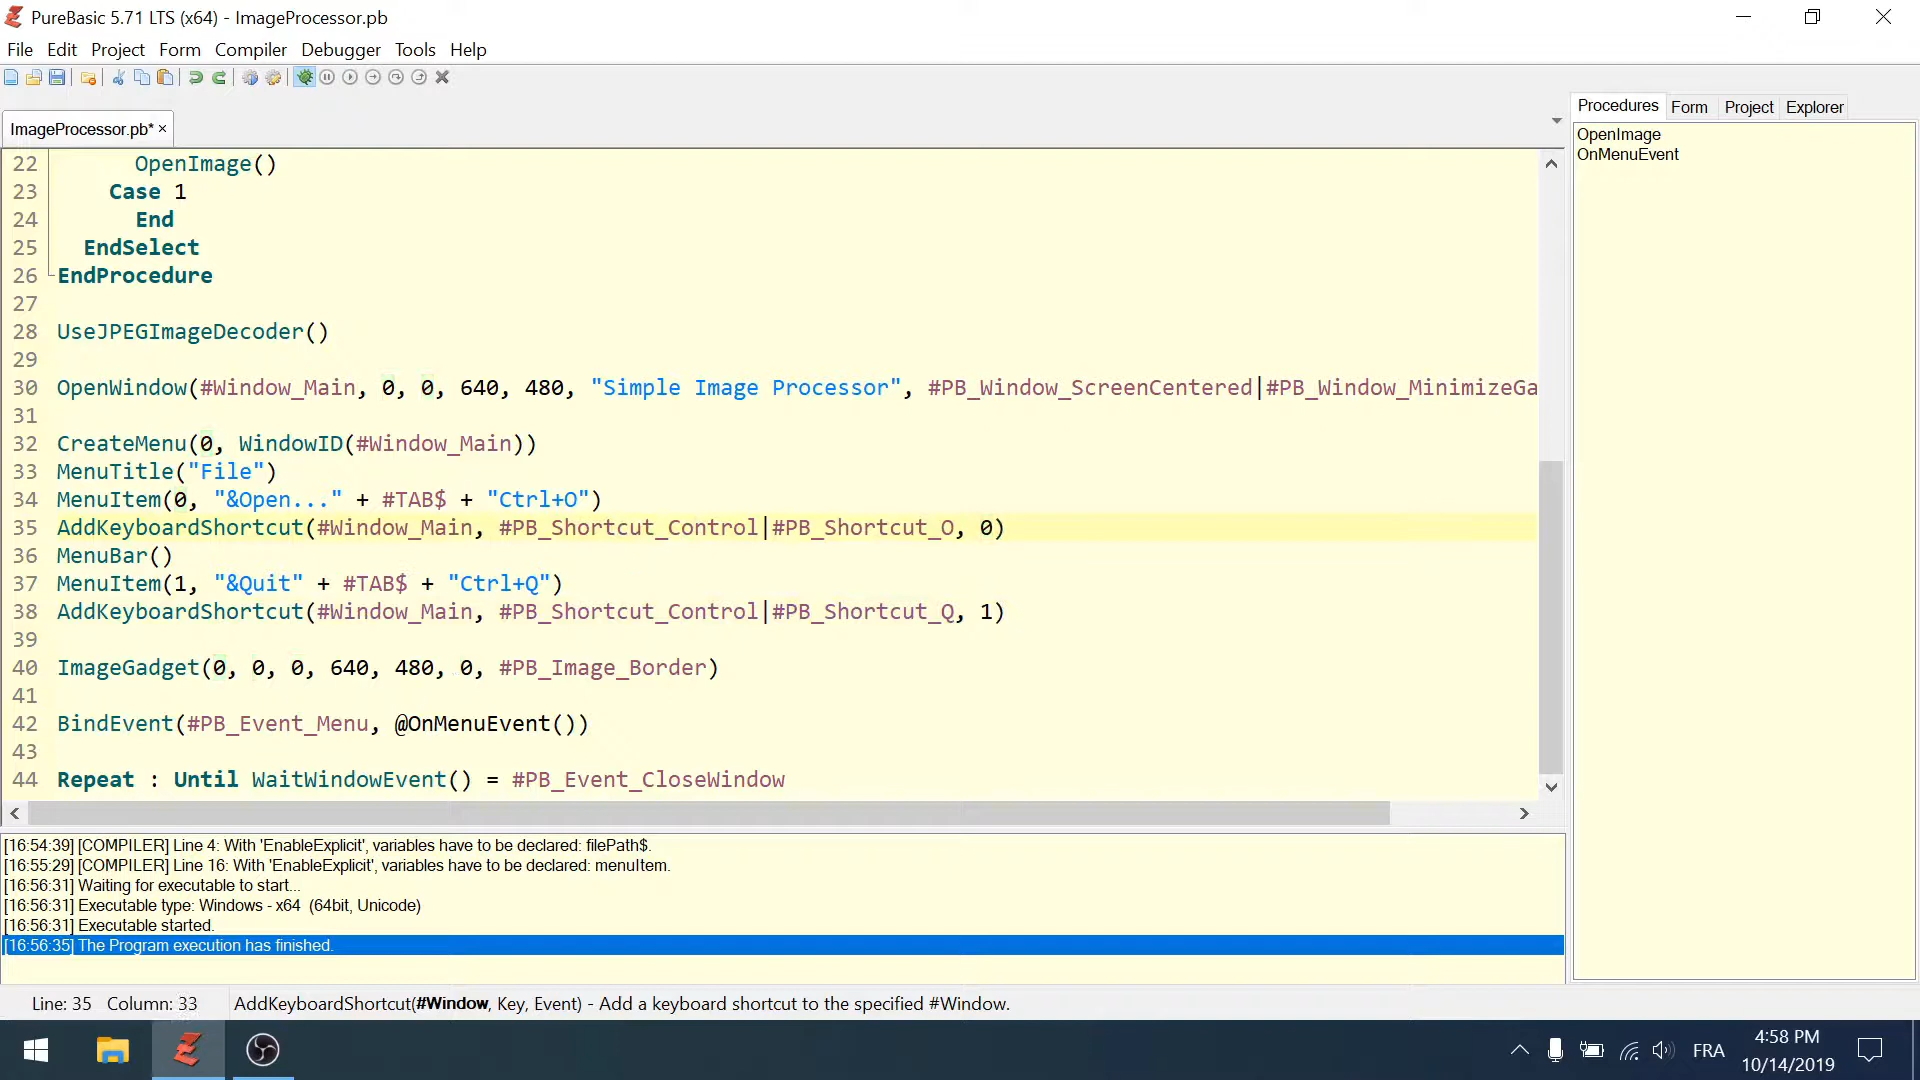 PureBasic 5.71 LTS (x64) - ImageProcessor.pb
File Edit Project Form Compiler Debugger Tools Help
ImageProcessor.pb* ×
Procedures Form Project Explorer
OpenImage
OnMenuEvent
22 OpenImage()
23 Case 1
24 End
25 EndSelect
26 EndProcedure
27
28 UseJPEGImageDecoder()
29
30 OpenWindow(#Window_Main, 0, 0, 640, 480, "Simple Image Processor", #PB_Window_ScreenCentered|#PB_Window_MinimizeGa
31
32 CreateMenu(0, WindowID(#Window_Main))
33 MenuTitle("File")
34 MenuItem(0, "&Open..." + #TAB$ + "Ctrl+O")
35 AddKeyboardShortcut(#Window_Main, #PB_Shortcut_Control|#PB_Shortcut_O, 0)
36 MenuBar()
37 MenuItem(1, "&Quit" + #TAB$ + "Ctrl+Q")
38 AddKeyboardShortcut(#Window_Main, #PB_Shortcut_Control|#PB_Shortcut_Q, 1)
39
40 ImageGadget(0, 0, 0, 640, 480, 0, #PB_Image_Border)
41
42 BindEvent(#PB_Event_Menu, @OnMenuEvent())
43
44 Repeat : Until WaitWindowEvent() = #PB_Event_CloseWindow
[16:54:39] [COMPILER] Line 4: With 'EnableExplicit', variables have to be declared: filePath$.
[16:55:29] [COMPILER] Line 16: With 'EnableExplicit', variables have to be declared: menuItem.
[16:56:31] Waiting for executable to start...
[16:56:31] Executable type: Windows - x64 (64bit, Unicode)
[16:56:31] Executable started.
[16:56:35] The Program execution has finished.
Line: 35 Column: 33 AddKeyboardShortcut(#Window, Key, Event) - Add a keyboard shortcut to the specified #Window.
FRA
4:58 PM
10/14/2019